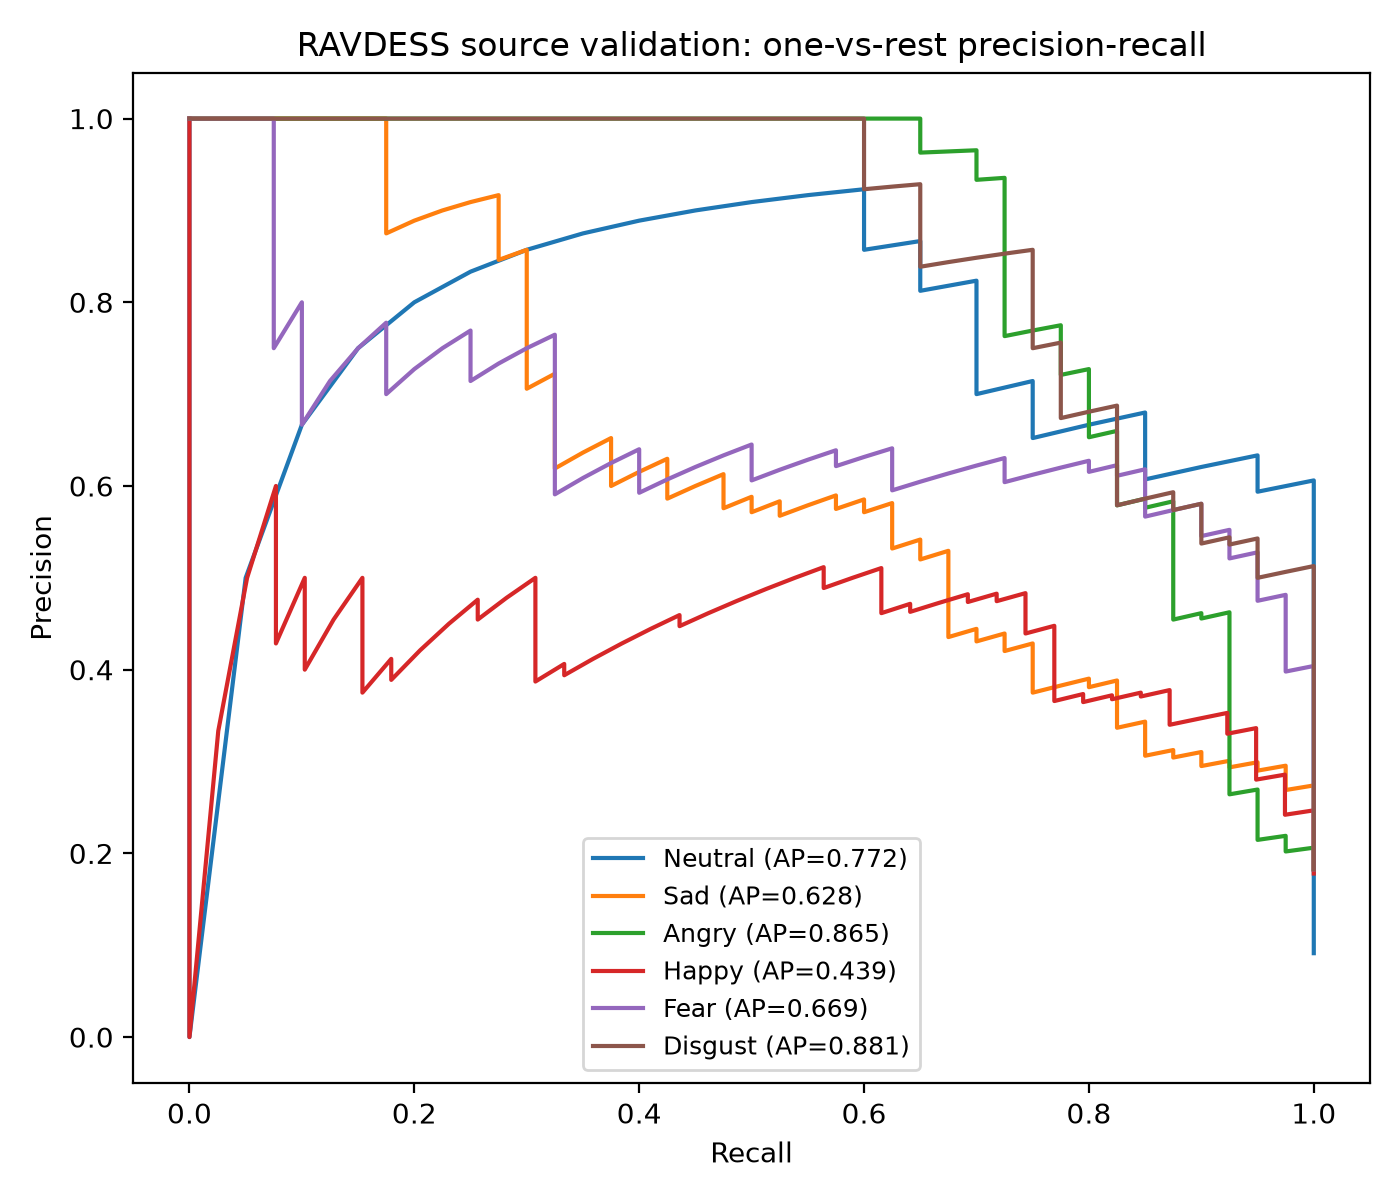 RAVDESS source validation: one-vs-rest precision-recall
Precision
1.0
0.8
0.6
0.4
0.2
0.0
Neutral (AP=0.772)
Sad (AP=0.628)
Angry (AP=0.865)
Happy (AP=0.439)
Fear (AP=0.669)
Disgust (AP=0.881)
0.0 0.2 0.4 0.6 0.8 1.0
Recall